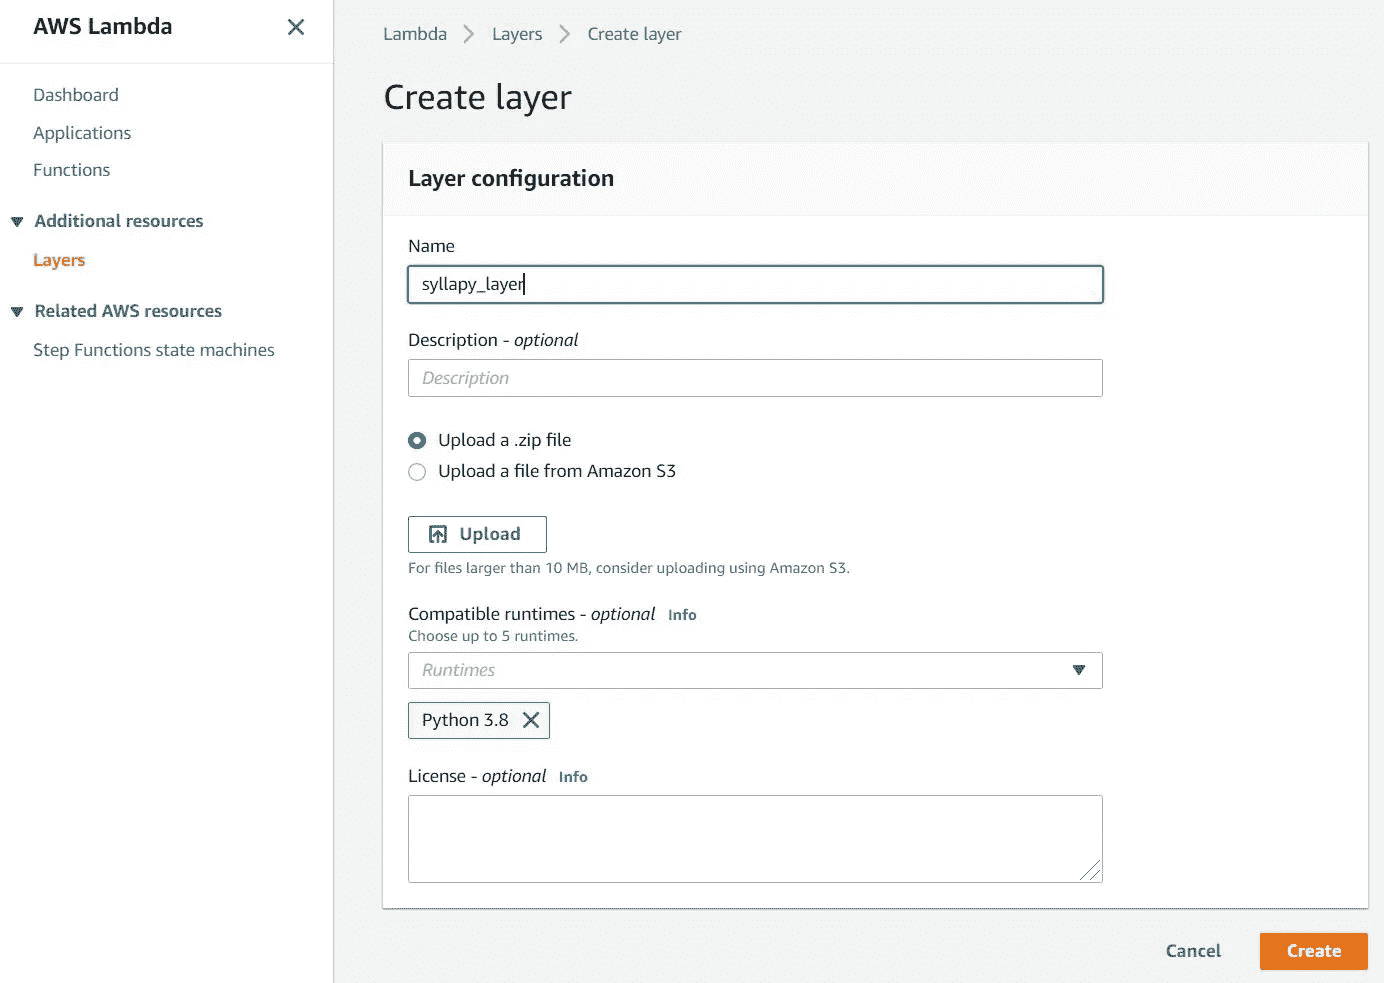 AWS Lambda
Dashboard
Applications
Functions
Additional resources
Layers
Related AWS resources
Step Functions state machines
Lambda > Layers > Create layer
Create layer
Layer configuration
Name
syllapy_layer
Description - optional
Description
Upload a .zip file
Upload a file from Amazon S3
Upload
For files larger than 10 MB, consider uploading using Amazon S3.
Compatible runtimes - optional Info
Choose up to 5 runtimes.
Runtimes
Python 3.8
License - optional Info
Cancel Create